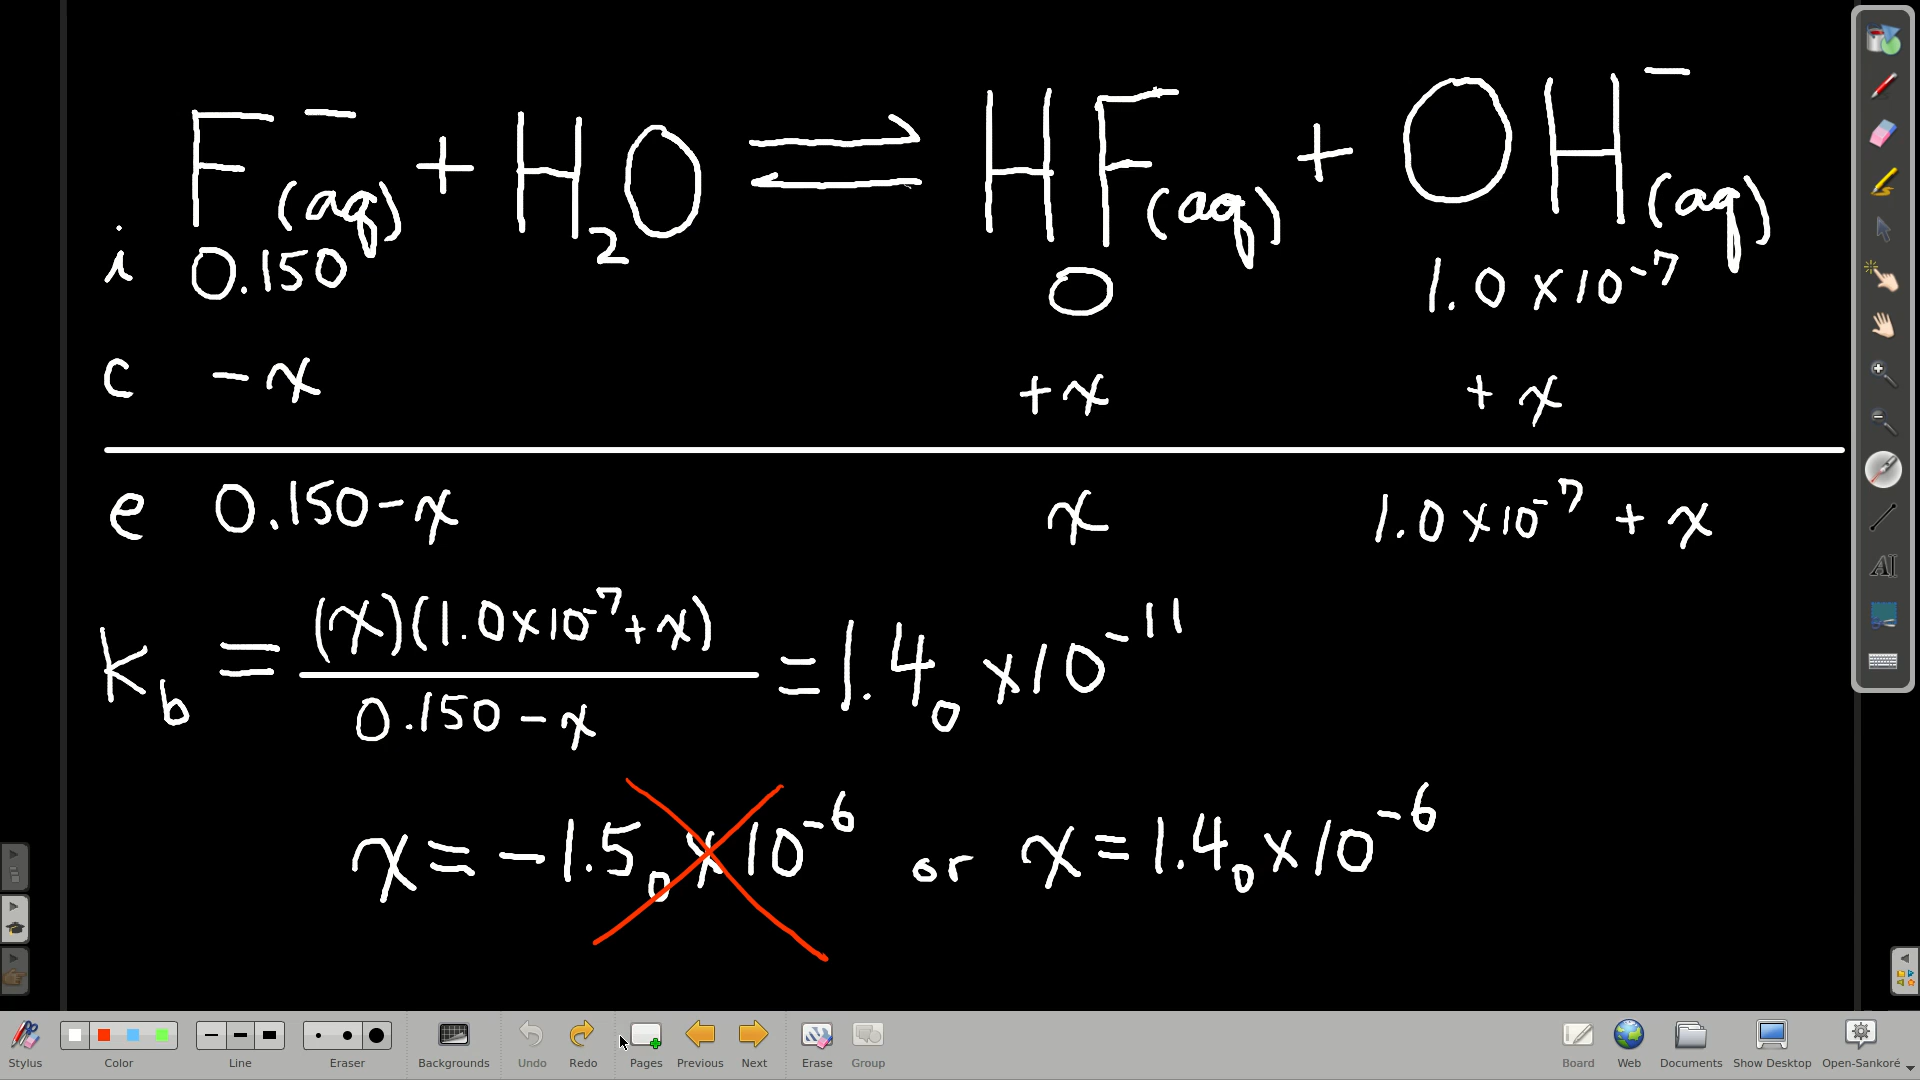 F⁻(aq) + H₂O ⇌ HF(aq) + OH⁻(aq)
i 0.150 0 1.0 x 10⁻⁷
c - x + x + x
e 0.150 - x x 1.0 x 10⁻⁷ + x
K_b = (x)(1.0 x 10⁻⁷ + x) / 0.150 - x = 1.4₀ x 10⁻¹¹
x = -1.5₀ x 10⁻⁶ or x = 1.4₀ x 10⁻⁶
AI
Stylus Color Line Eraser Backgrounds Undo Redo Pages Previous Next Erase Group Board Web Documents Show Desktop Open-Sankoré